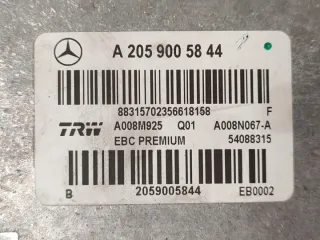 A 205 900 58 44
88315702356618158 F
TRW A008M925 Q01 A008N067-A
EBC PREMIUM 54088315
B 2059005844 EB0002